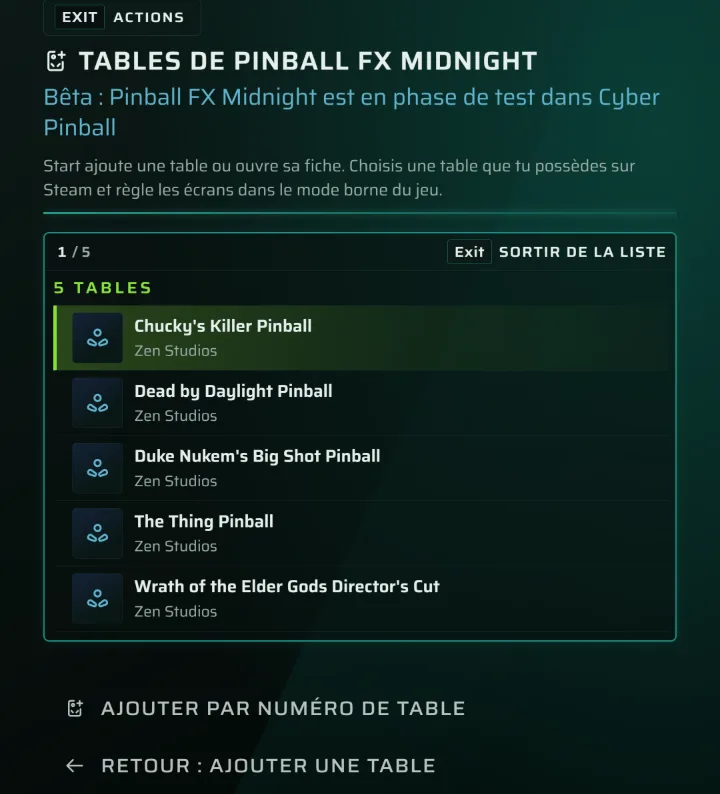 EXIT ACTIONS
TABLES DE PINBALL FX MIDNIGHT
Bêta : Pinball FX Midnight est en phase de test dans Cyber
Pinball
Start ajoute une table ou ouvre sa fiche. Choisis une table que tu possèdes sur
Steam et règle les écrans dans le mode borne du jeu.
1 / 5 Exit SORTIR DE LA LISTE
5 TABLES
Chucky's Killer Pinball
Zen Studios
Dead by Daylight Pinball
Zen Studios
Duke Nukem's Big Shot Pinball
Zen Studios
The Thing Pinball
Zen Studios
Wrath of the Elder Gods Director's Cut
Zen Studios
AJOUTER PAR NUMÉRO DE TABLE
RETOUR : AJOUTER UNE TABLE